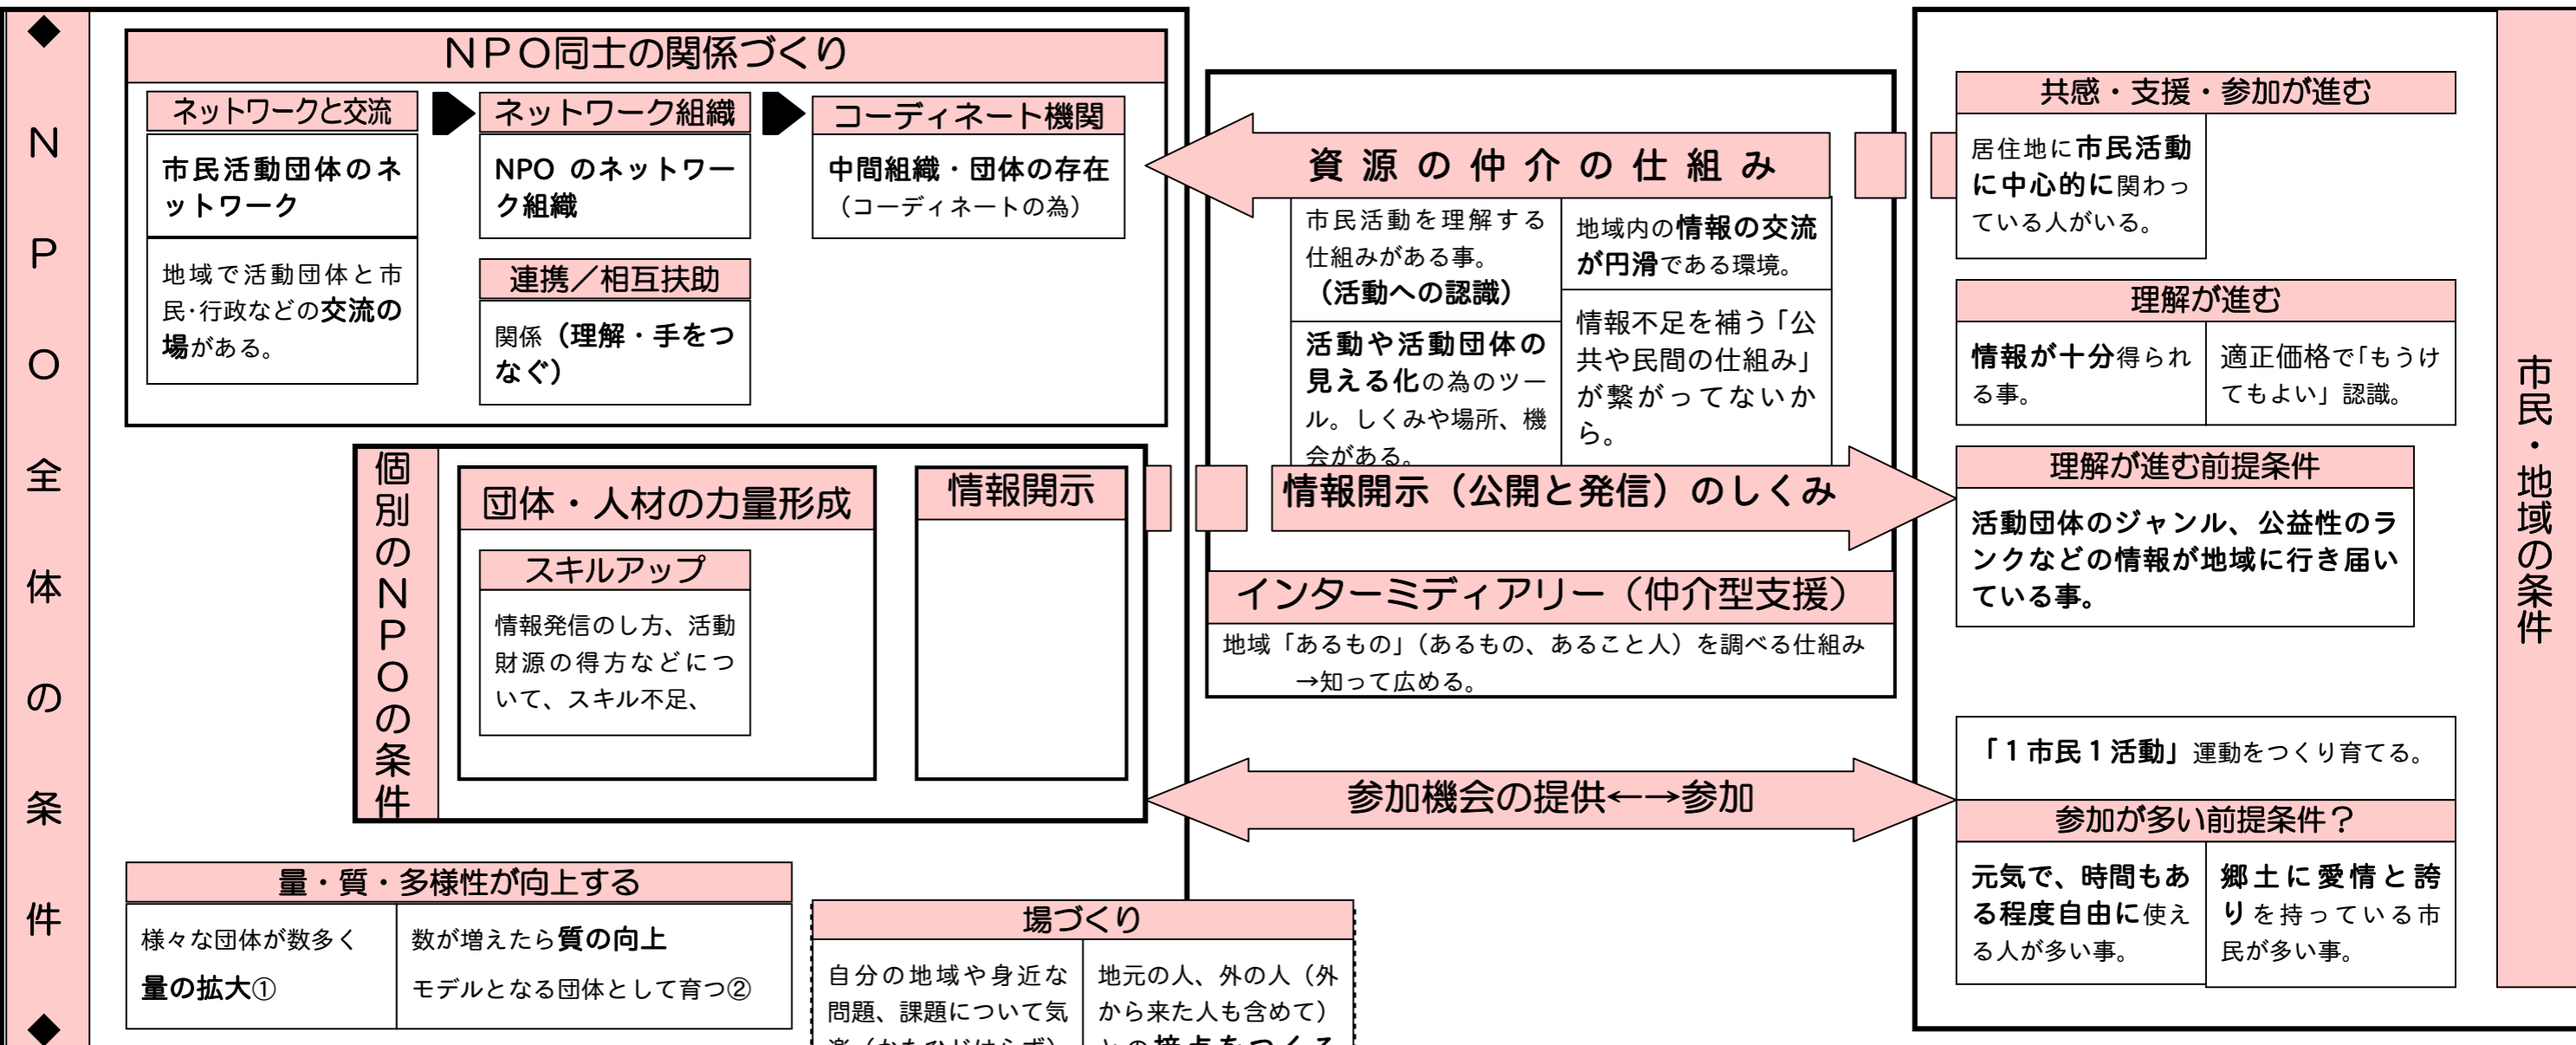 ◆ＮＰＯ全体の条件◆
ＮＰＯ同士の関係づくり
ネットワークと交流
市民活動団体のネ
ットワーク
地域で活動団体と市
民･行政などの交流の
場がある。
ネットワーク組織
NPO のネットワー
ク組織
連携／相互扶助
関係（理解・手をつ
なぐ）
コーディネート機関
中間組織・団体の存在
（コーディネートの為）
個別のＮＰＯの条件
団体・人材の力量形成
スキルアップ
情報発信のし方、活動
財源の得方などにつ
いて、スキル不足、
情報開示
量・質・多様性が向上する
様々な団体が数多く
量の拡大①
数が増えたら質の向上
モデルとなる団体として育つ②
場づくり
自分の地域や身近な
問題、課題について気
地元の人、外の人（外
から来た人も含めて）
との接点をつくる
資源の仲介の仕組み
市民活動を理解する
仕組みがある事。
（活動への認識）
活動や活動団体の
見える化の為のツー
ル。しくみや場所、機
会がある。
地域内の情報の交流
が円滑である環境。
情報不足を補う「公
共や民間の仕組み」
が繋がってないか
ら。
情報開示（公開と発信）のしくみ
インターミディアリー（仲介型支援）
地域「あるもの」（あるもの、あること人）を調べる仕組み
→知って広める。
参加機会の提供←→参加
共感・支援・参加が進む
居住地に市民活動
に中心的に関わっ
ている人がいる。
理解が進む
情報が十分得られ
る事。
適正価格で「もうけ
てもよい」認識。
理解が進む前提条件
活動団体のジャンル、公益性のラ
ンクなどの情報が地域に行き届い
ている事。
「１市民１活動」運動をつくり育てる。
参加が多い前提条件？
元気で、時間もあ
る程度自由に使え
る人が多い事。
郷土に愛情と誇
りを持っている市
民が多い事。
市民・地域の条件